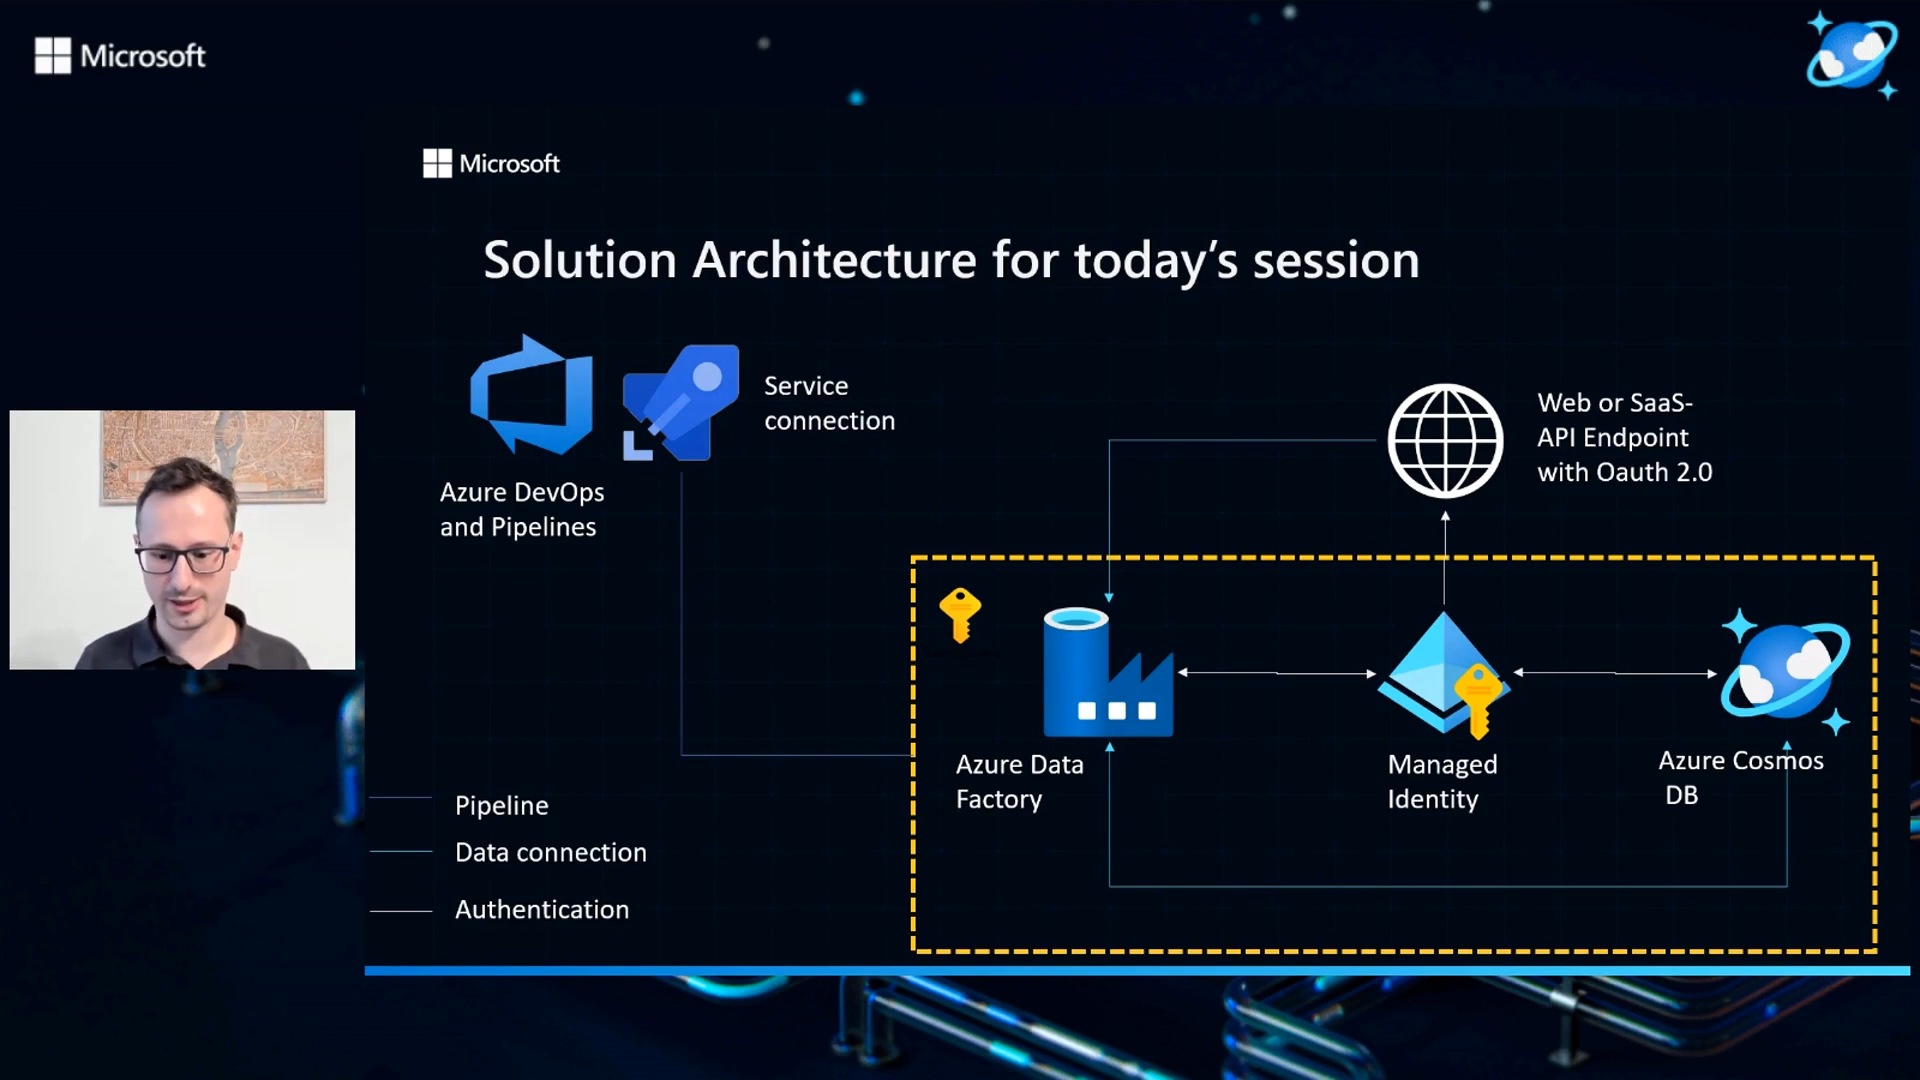 Microsoft
Microsoft
Solution Architecture for today's session
Service
connection
Azure DevOps
and Pipelines
Web or SaaS-
API Endpoint
with Oauth 2.0
Azure Data
Factory
Managed
Identity
Azure Cosmos
DB
Pipeline
Data connection
Authentication